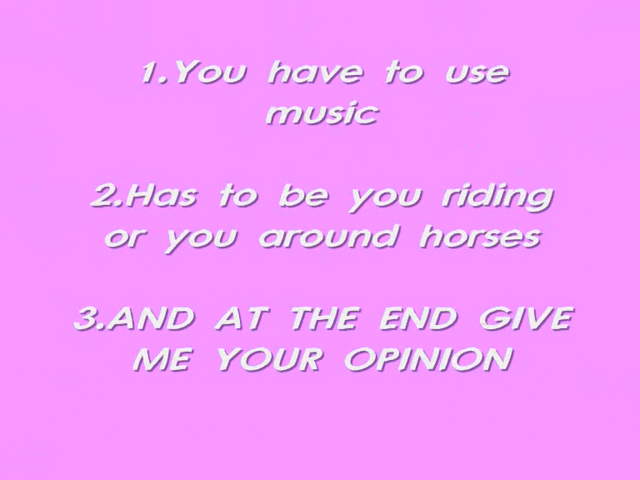 1.You have to use
music
2.Has to be you riding
or you around horses
3.AND AT THE END GIVE
ME YOUR OPINION